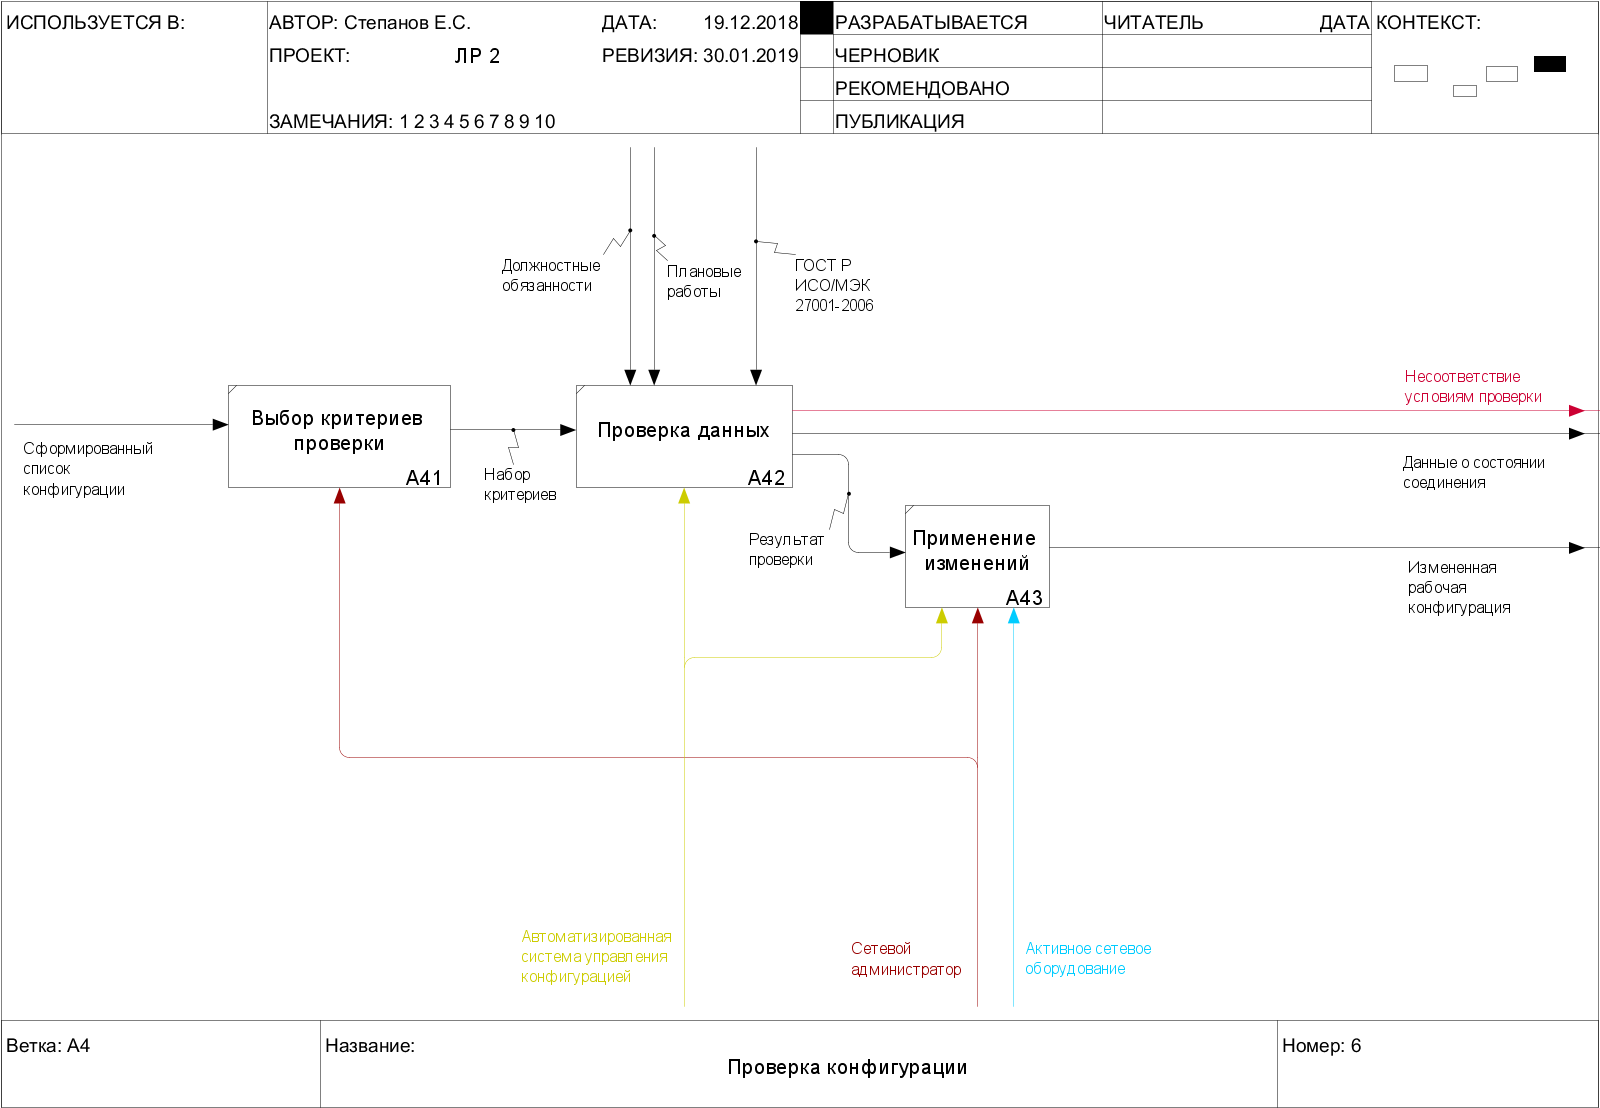 ИСПОЛЬЗУЕТСЯ В:
АВТОР: Степанов Е.С.
ДАТА: 19.12.2018
ПРОЕКТ: ЛР 2
РЕВИЗИЯ: 30.01.2019
ЗАМЕЧАНИЯ: 1 2 3 4 5 6 7 8 9 10
РАЗРАБАТЫВАЕТСЯ
ЧЕРНОВИК
РЕКОМЕНДОВАНО
ПУБЛИКАЦИЯ
ЧИТАТЕЛЬ
ДАТА
КОНТЕКСТ:
Должностные
обязанности
Плановые
работы
ГОСТ Р
ИСО/МЭК
27001-2006
Несоответствие
условиям проверки
Выбор критериев
проверки
A41
Проверка данных
A42
Сформированный
список
конфигурации
Набор
критериев
Данные о состоянии
соединения
Результат
проверки
Применение
изменений
A43
Измененная
рабочая
конфигурация
Автоматизированная
система управления
конфигурацией
Сетевой
администратор
Активное сетевое
оборудование
Ветка: A4
Название:
Проверка конфигурации
Номер: 6